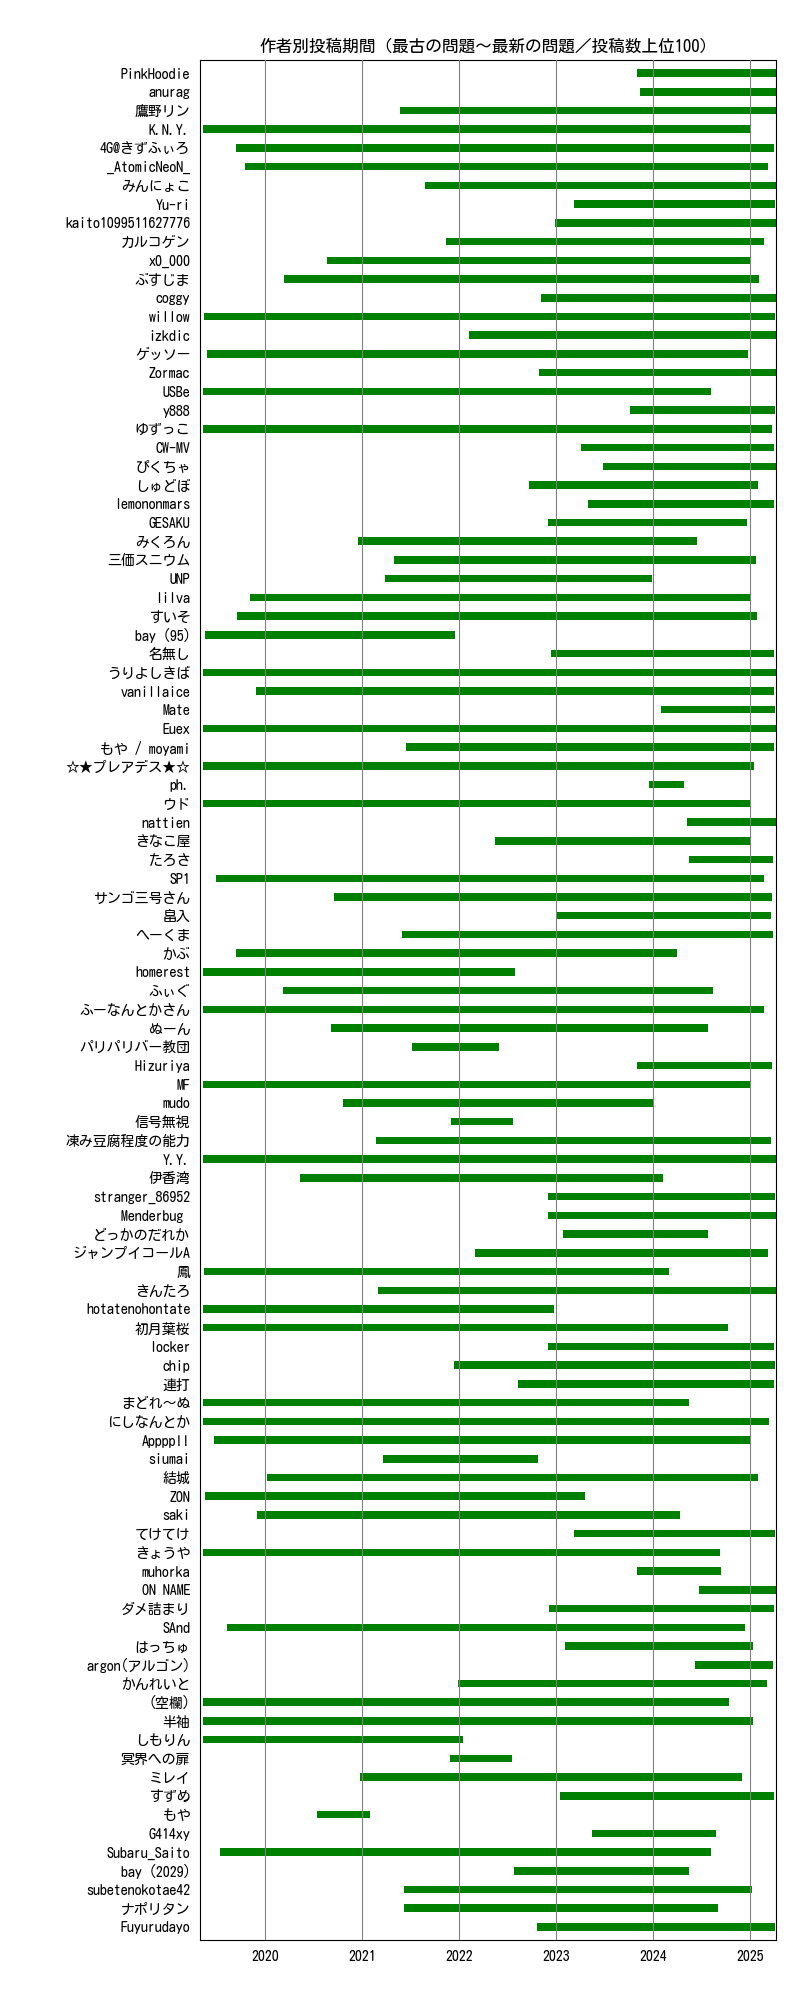 作者別投稿期間（最古の問題～最新の問題／投稿数上位100）
PinkHoodie
anurag
鷹野リン
K.N.Y.
4G@きずふぃろ
_AtomicNeoN_
みんにょこ
Yu-ri
kaito1099511627776
カルコゲン
x0_000
ぶすじま
coggy
willow
izkdic
ゲッソー
Zormac
USBe
y888
ゆずっこ
CW-MV
ぴくちゃ
しゅどぼ
lemononmars
GESAKU
みくろん
三価スニウム
UNP
lilva
すいそ
bay (95)
名無し
うりよしきば
vanillaice
Mate
Euex
もや / moyami
☆★プレアデス★☆
ph.
ウド
nattien
きなこ屋
たろさ
SP1
サンゴ三号さん
畠入
へーくま
かぶ
homerest
ふぃぐ
ふーなんとかさん
ぬーん
パリパリバー教団
Hizuriya
MF
mudo
信号無視
凍み豆腐程度の能力
Y.Y.
伊香湾
stranger_86952
Menderbug
どっかのだれか
ジャンプイコールA
鳳
きんたろ
hotatenohontate
初月葉桜
locker
chip
連打
まどれ～ぬ
にしなんとか
Appppll
siumai
結城
ZON
saki
てけてけ
きょうや
muhorka
ON NAME
ダメ詰まり
SAnd
はっちゅ
argon(アルゴン)
かんれいと
(空欄)
半袖
しもりん
冥界への扉
ミレイ
すずめ
もや
G414xy
Subaru_Saito
bay (2029)
subetenokotae42
ナポリタン
Fuyurudayo
2020 2021 2022 2023 2024 2025